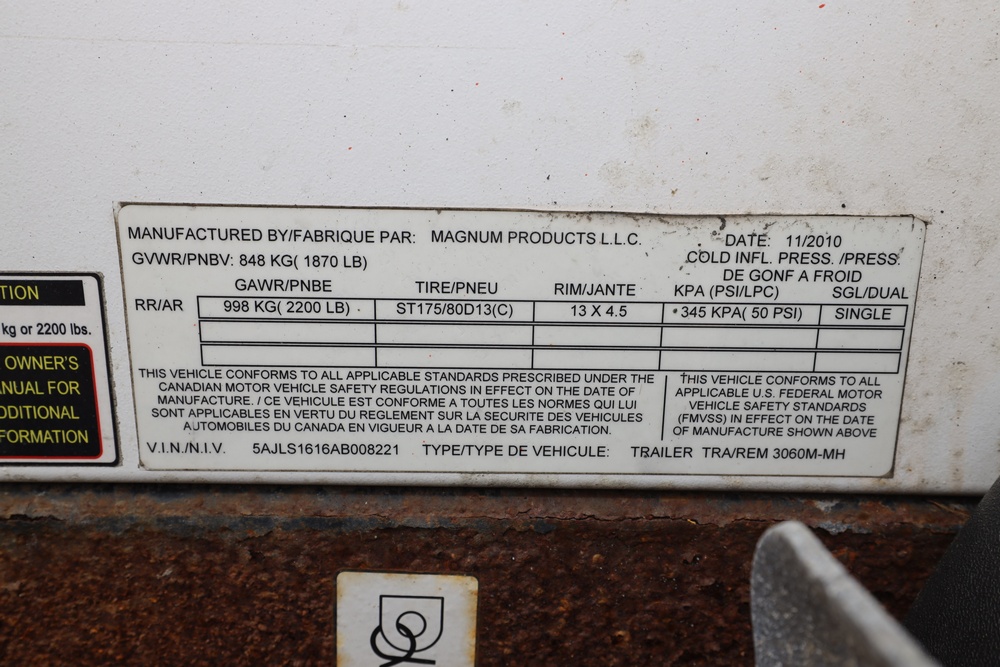 MANUFACTURED BY/FABRIQUE PAR: MAGNUM PRODUCTS L.L.C. DATE: 11/2010
GVWR/PNBV: 848 KG( 1870 LB) COLD INFL. PRESS. /PRESS.
DE GONF A FROID
GAWR/PNBE TIRE/PNEU RIM/JANTE KPA (PSI/LPC) SGL/DUAL
RR/AR 998 KG( 2200 LB) ST175/80D13(C) 13 X 4.5 345 KPA( 50 PSI) SINGLE
THIS VEHICLE CONFORMS TO ALL APPLICABLE STANDARDS PRESCRIBED UNDER THE
CANADIAN MOTOR VEHICLE SAFETY REGULATIONS IN EFFECT ON THE DATE OF
MANUFACTURE. / CE VEHICULE EST CONFORME A TOUTES LES NORMES QUI LUI
SONT APPLICABLES EN VERTU DU REGLEMENT SUR LA SECURITE DES VEHICULES
AUTOMOBILES DU CANADA EN VIGUEUR A LA DATE DE SA FABRICATION.
THIS VEHICLE CONFORMS TO ALL
APPLICABLE U.S. FEDERAL MOTOR
VEHICLE SAFETY STANDARDS
(FMVSS) IN EFFECT ON THE DATE
OF MANUFACTURE SHOWN ABOVE
V.I.N./N.I.V. 5AJLS1616AB008221 TYPE/TYPE DE VEHICULE: TRAILER TRA/REM 3060M-MH
TION
kg or 2200 lbs.
OWNER'S
NUAL FOR
DDITIONAL
FORMATION